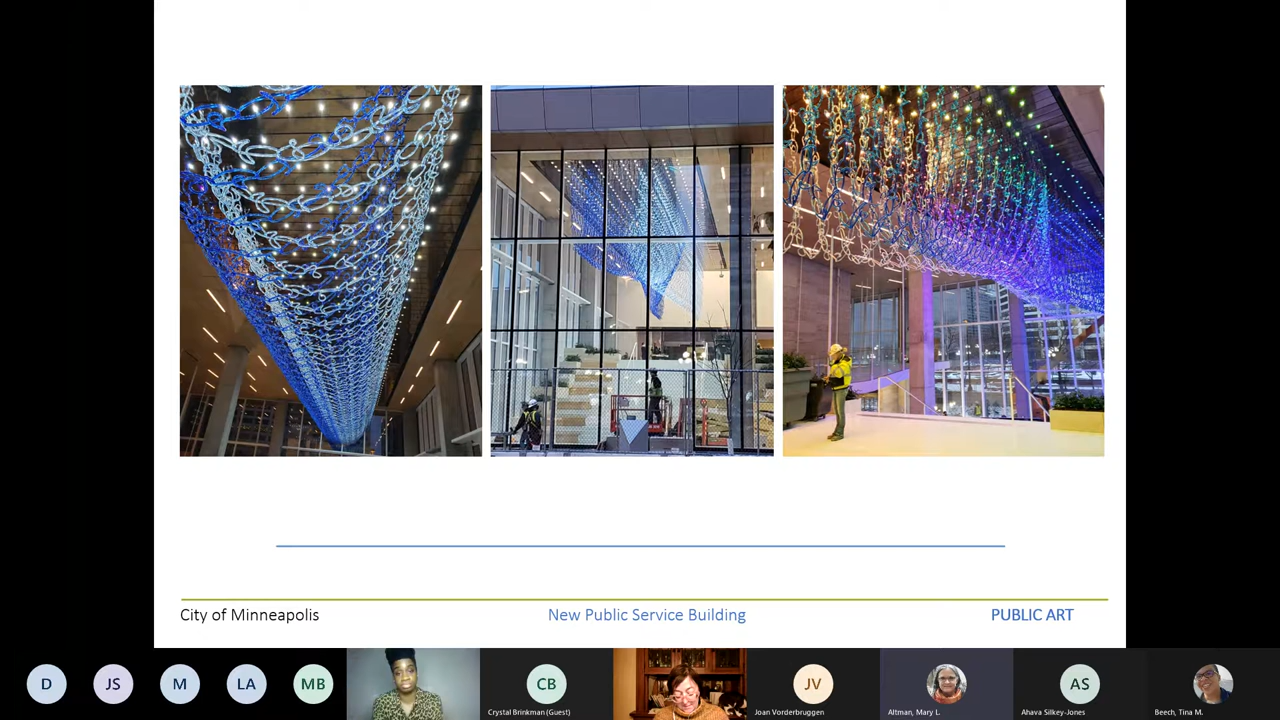 City of Minneapolis
New Public Service Building
PUBLIC ART
D
JS
M
LA
MB
CB
Crystal Brinkman (Guest)
JV
Joan Vorderbruggen
Altman, Mary L.
AS
Ahava Silkey-Jones
Beech, Tina M.